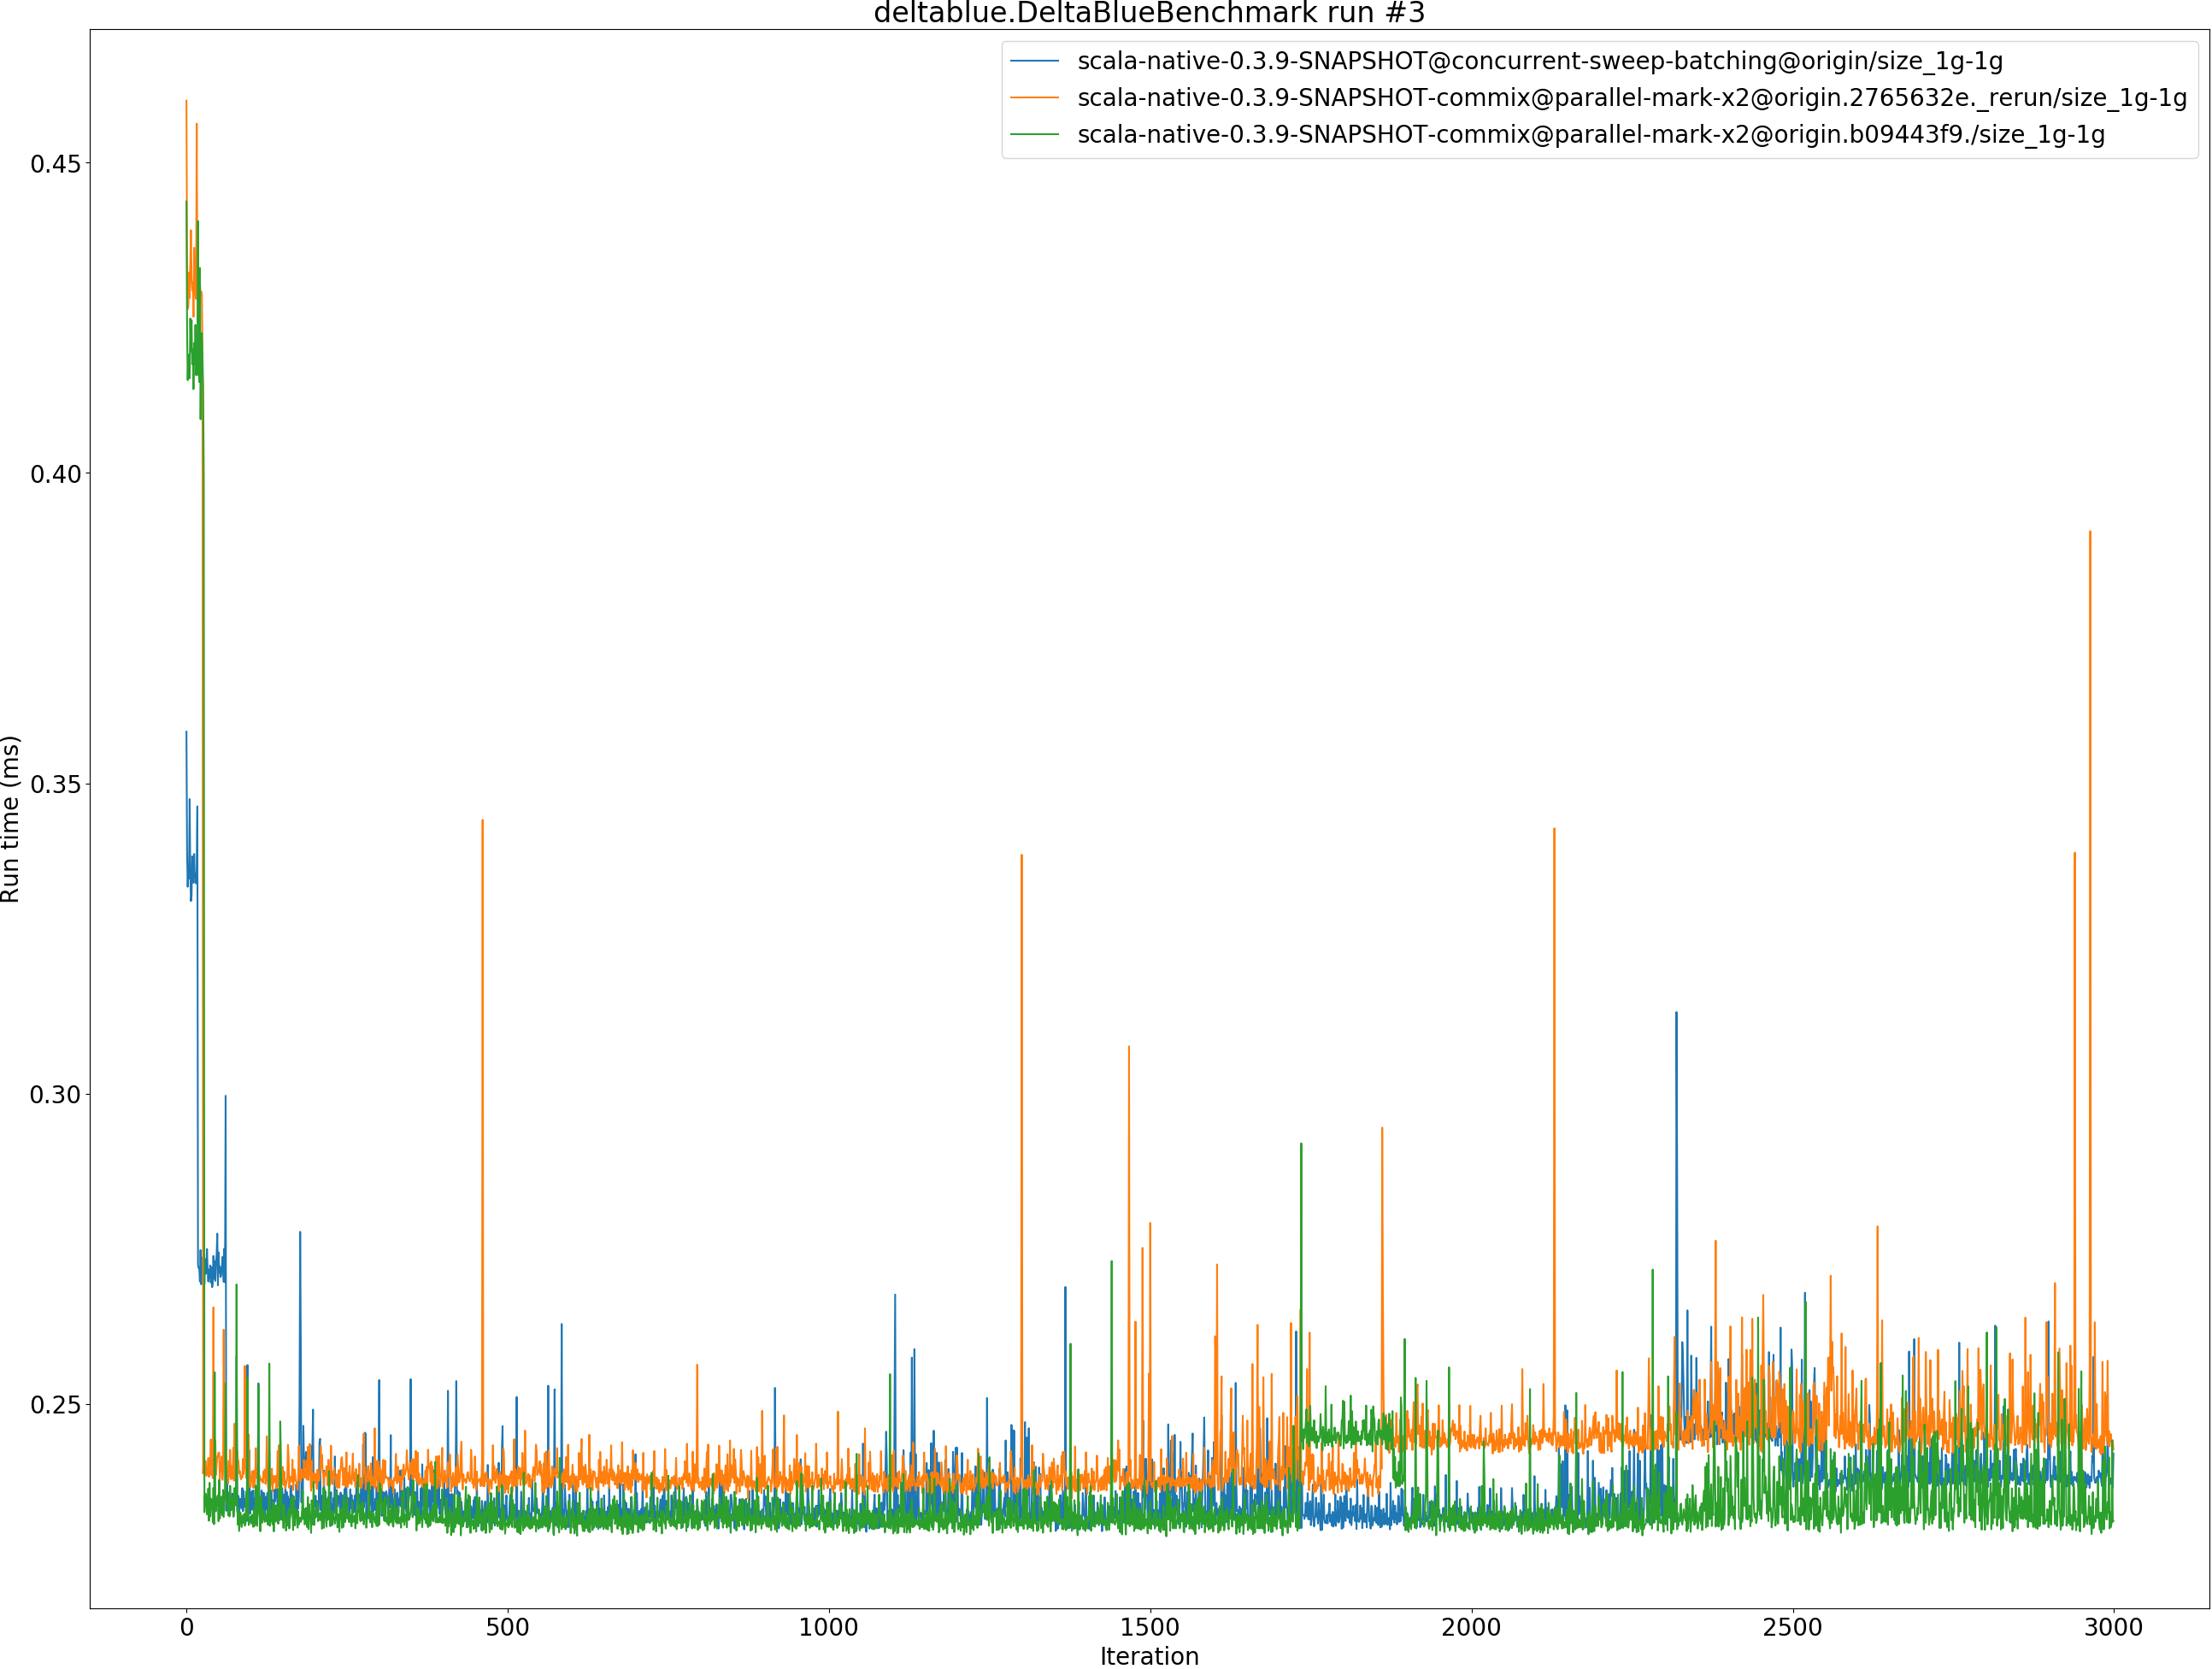 deltablue.DeltaBlueBenchmark run #3
scala-native-0.3.9-SNAPSHOT@concurrent-sweep-batching@origin/size_1g-1g
scala-native-0.3.9-SNAPSHOT-commix@parallel-mark-x2@origin.2765632e._rerun/size_1g-1g
scala-native-0.3.9-SNAPSHOT-commix@parallel-mark-x2@origin.b09443f9./size_1g-1g
0.45
0.40
0.35
0.30
0.25
Run time (ms)
0 500 1000 1500 2000 2500 3000
Iteration